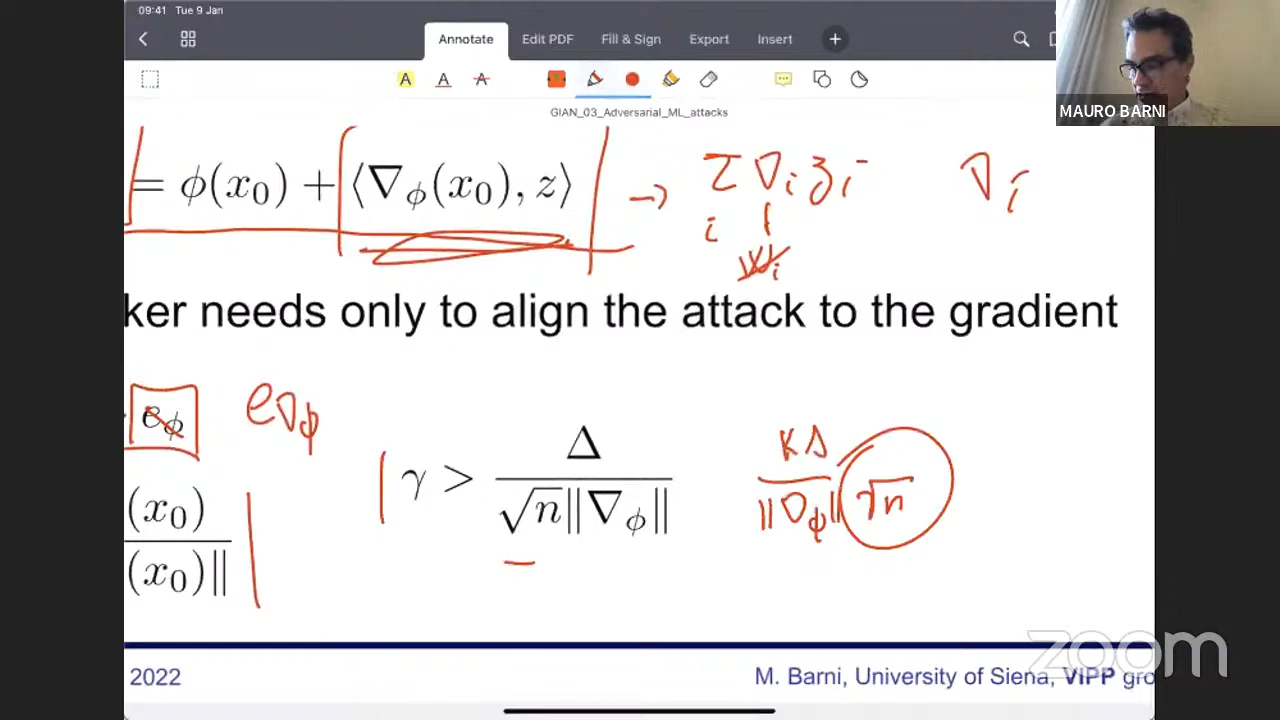 09:41 Tue 9 Jan
Annotate Edit PDF Fill & Sign Export Insert +
A A A
GIAN_03_Adversarial_ML_attacks
MAURO BARNI
= ϕ(x₀) + ⟨∇ϕ(x₀), z⟩ → Σ ∇i zi ∇i
i
ker needs only to align the attack to the gradient
eϕ e∇ϕ
γ > Δ / √n‖∇ϕ‖ KΔ / ‖∇ϕ‖ √n
(x₀)
(x₀)‖
zoom
2022 M. Barni, University of Siena, VIPP gro